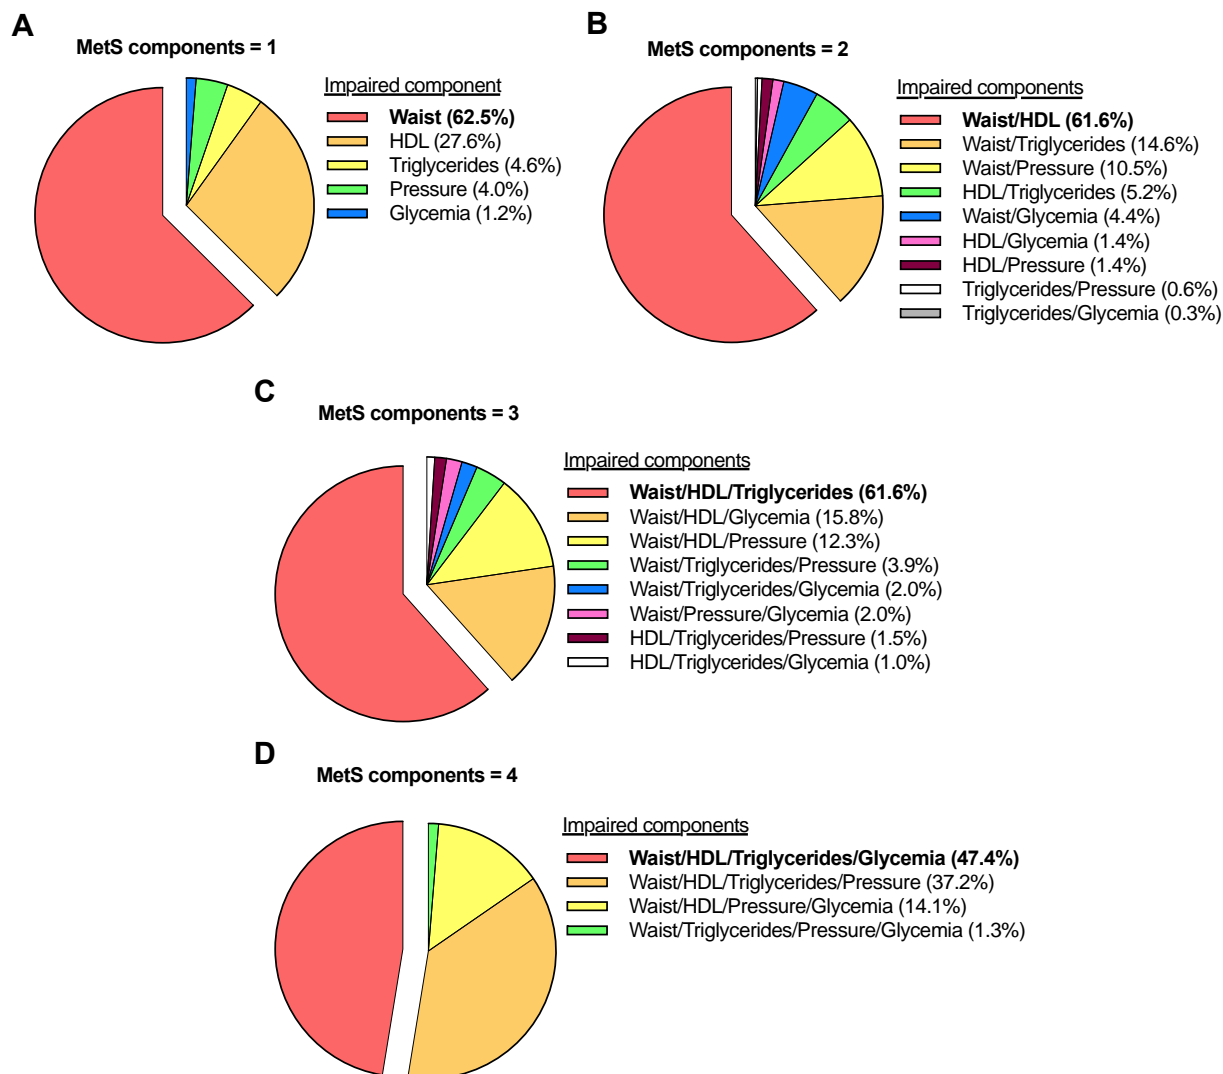 A
MetS components = 1
Impaired component
Waist (62.5%)
HDL (27.6%)
Triglycerides (4.6%)
Pressure (4.0%)
Glycemia (1.2%)
B
MetS components = 2
Impaired components
Waist/HDL (61.6%)
Waist/Triglycerides (14.6%)
Waist/Pressure (10.5%)
HDL/Triglycerides (5.2%)
Waist/Glycemia (4.4%)
HDL/Glycemia (1.4%)
HDL/Pressure (1.4%)
Triglycerides/Pressure (0.6%)
Triglycerides/Glycemia (0.3%)
C
MetS components = 3
Impaired components
Waist/HDL/Triglycerides (61.6%)
Waist/HDL/Glycemia (15.8%)
Waist/HDL/Pressure (12.3%)
Waist/Triglycerides/Pressure (3.9%)
Waist/Triglycerides/Glycemia (2.0%)
Waist/Pressure/Glycemia (2.0%)
HDL/Triglycerides/Pressure (1.5%)
HDL/Triglycerides/Glycemia (1.0%)
D
MetS components = 4
Impaired components
Waist/HDL/Triglycerides/Glycemia (47.4%)
Waist/HDL/Triglycerides/Pressure (37.2%)
Waist/HDL/Pressure/Glycemia (14.1%)
Waist/Triglycerides/Pressure/Glycemia (1.3%)